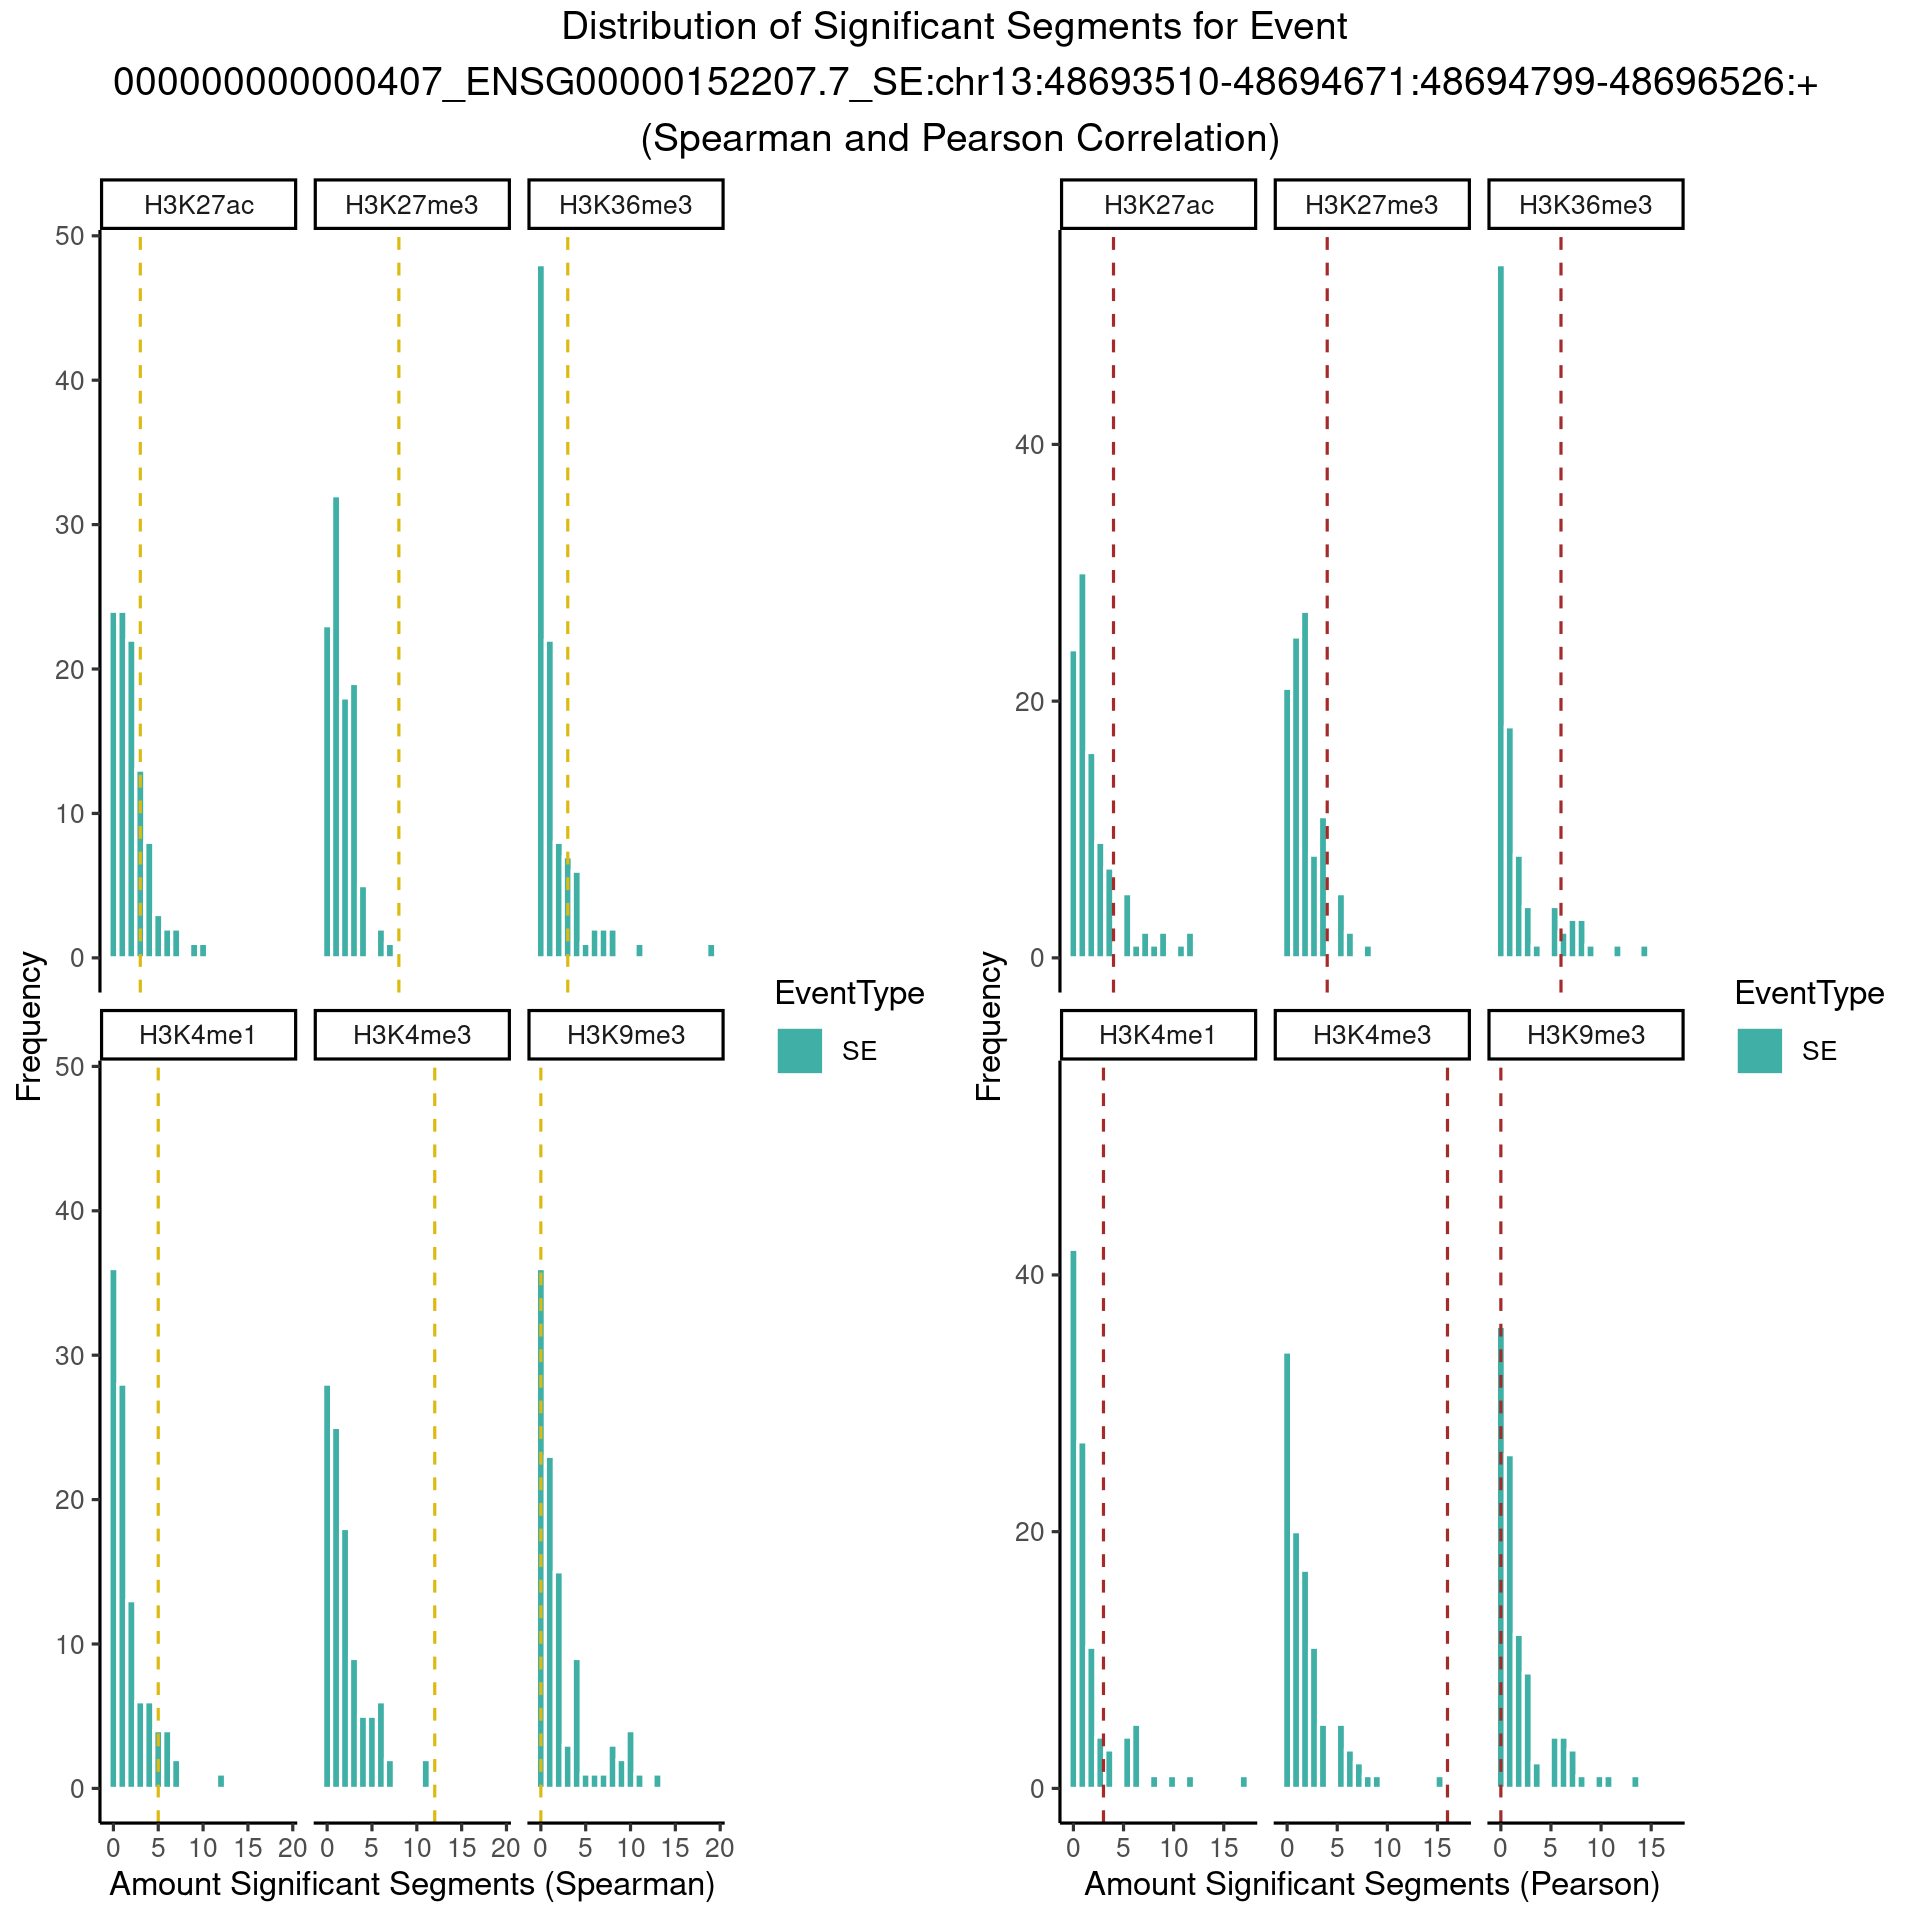 Distribution of Significant Segments for Event
000000000000407_ENSG00000152207.7_SE:chr13:48693510-48694671:48694799-48696526:+
(Spearman and Pearson Correlation)
H3K27ac H3K27me3 H3K36me3
50
40
30
20
10
0
H3K4me1 H3K4me3 H3K9me3
50
40
30
20
10
0
0 5 10 15 20 0 5 10 15 20 0 5 10 15 20
Amount Significant Segments (Spearman)
Frequency
EventType
SE
H3K27ac H3K27me3 H3K36me3
40
20
0
H3K4me1 H3K4me3 H3K9me3
40
20
0
0 5 10 15 0 5 10 15 0 5 10 15
Amount Significant Segments (Pearson)
Frequency
EventType
SE